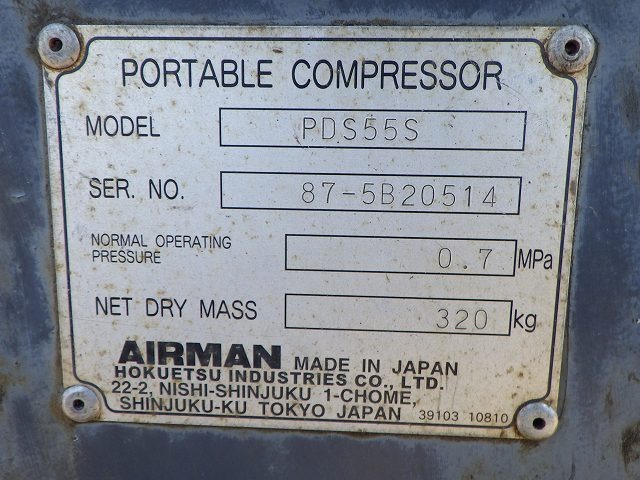 PORTABLE COMPRESSOR
MODEL PDS55S
SER. NO. 87-5B20514
NORMAL OPERATING
PRESSURE 0.7 MPa
NET DRY MASS 320 kg
AIRMAN MADE IN JAPAN
HOKUETSU INDUSTRIES CO., LTD.
22-2, NISHI-SHINJUKU 1-CHOME,
SHINJUKU-KU TOKYO JAPAN 39103 10810